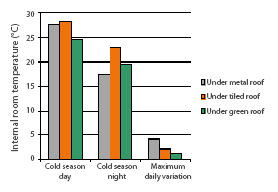 Internal room temperature (°C)
30
25
20
15
10
5
0
Cold season
day
Cold season
night
Maximum
daily variation
Under metal roof
Under tiled roof
Under green roof